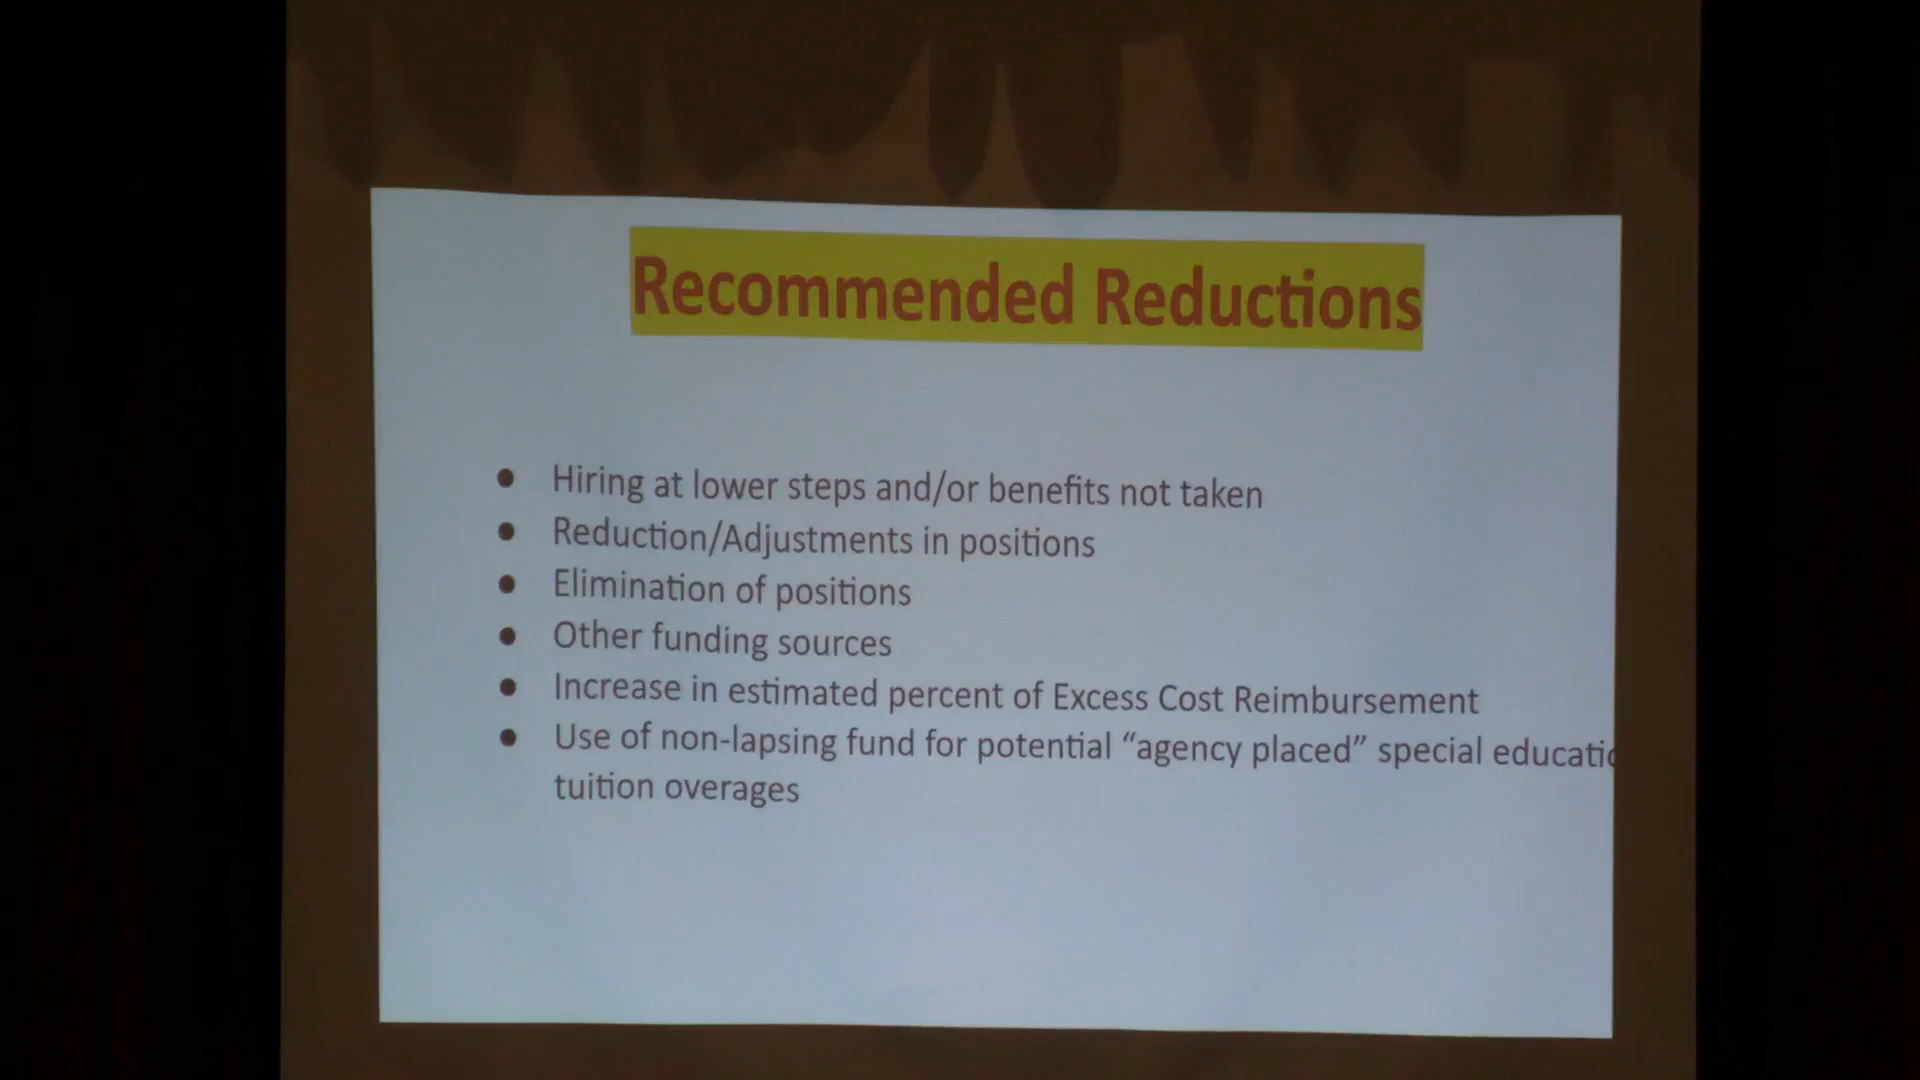 Recommended Reductions
● Hiring at lower steps and/or benefits not taken
● Reduction/Adjustments in positions
● Elimination of positions
● Other funding sources
● Increase in estimated percent of Excess Cost Reimbursement
● Use of non-lapsing fund for potential “agency placed” special educatio
tuition overages